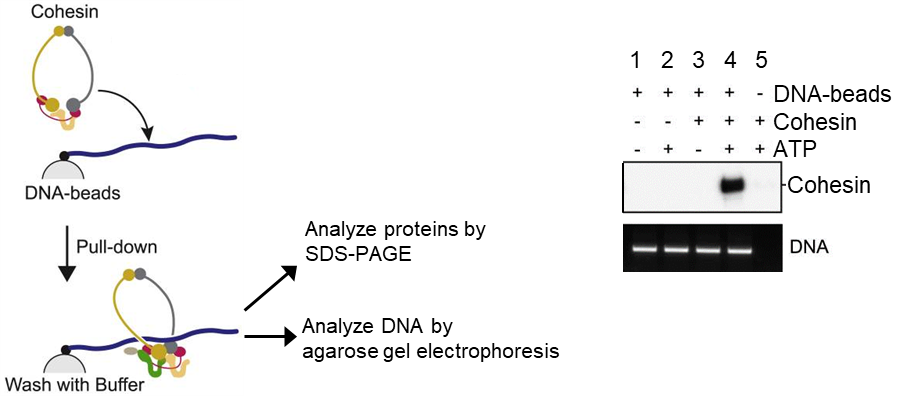 Cohesin
DNA-beads
Pull-down
Wash with Buffer
Analyze proteins by
SDS-PAGE
Analyze DNA by
agarose gel electrophoresis
1 2 3 4 5
+ + + + - DNA-beads
- - + + + Cohesin
- + - + + ATP
-Cohesin
DNA